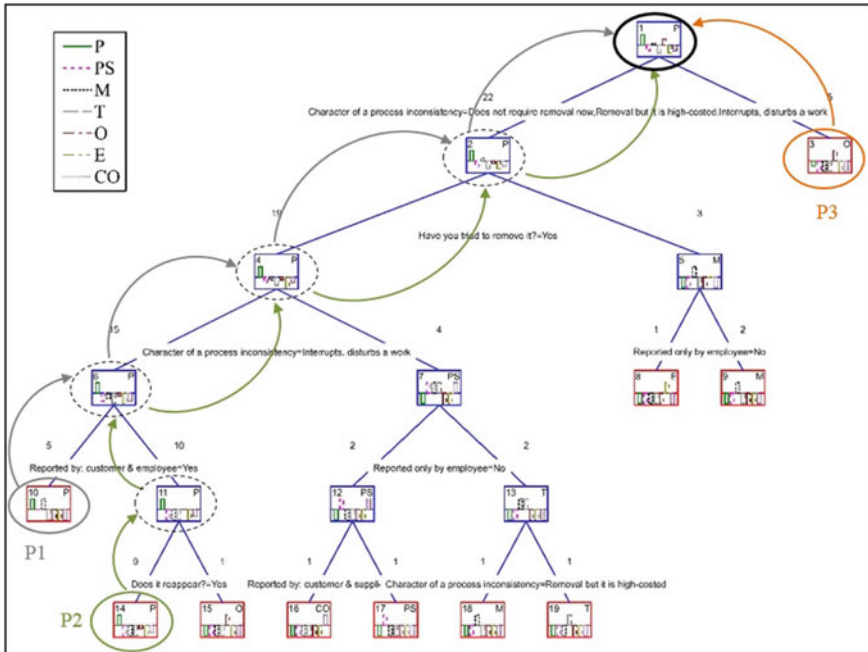 P
PS
M
T
O
E
CO
1 P
22
5
Character of a process inconsistency=Does not require removal now,Removal but it is high-costed.Interrupts, disturbs a work
2 P
3 O
P3
19
3
Have you tried to remove it?=Yes
4 P
5 M
15
4
1
2
Character of a process inconsistency=Interrupts, disturbs a work
Reported only by employee=No
6 P
7 PS
8 E
9 M
5
10
2
2
Reported by: customer & employee=Yes
Reported only by employee=No
10 P
11 P
12 PS
13 T
P1
1
1
1
1
1
Does it reappear?=Yes
Reported by: customer & suppli-
Character of a process inconsistency=Removal but it is high-costed
P2
14 P
15 O
16 CO
17 PS
18 M
19 T